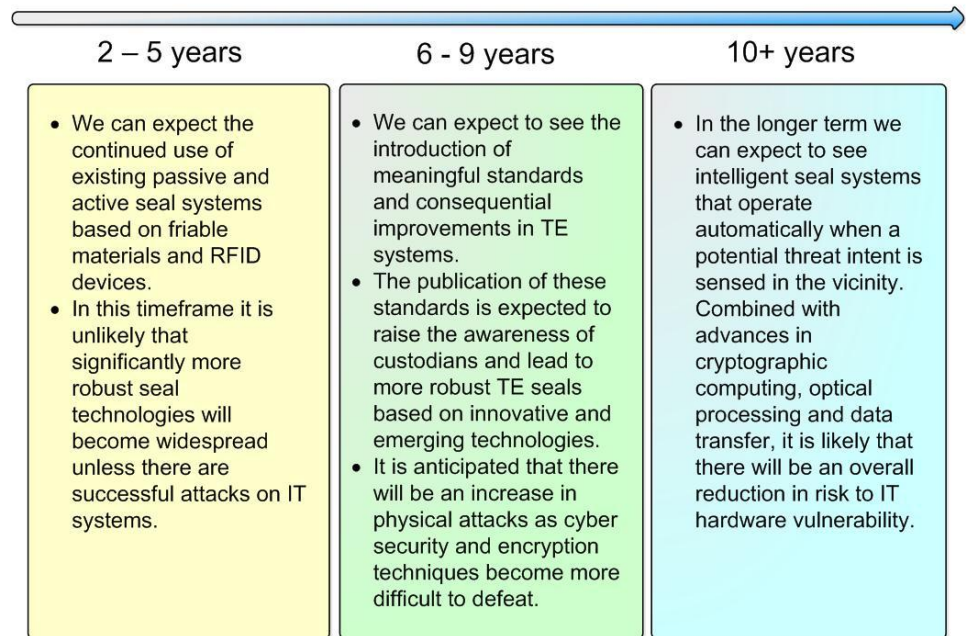 2 – 5 years
• We can expect the
continued use of
existing passive and
active seal systems
based on friable
materials and RFID
devices.
• In this timeframe it is
unlikely that
significantly more
robust seal
technologies will
become widespread
unless there are
successful attacks on IT
systems.
6 - 9 years
• We can expect to see the
introduction of
meaningful standards
and consequential
improvements in TE
systems.
• The publication of these
standards is expected to
raise the awareness of
custodians and lead to
more robust TE seals
based on innovative and
emerging technologies.
• It is anticipated that there
will be an increase in
physical attacks as cyber
security and encryption
techniques become more
difficult to defeat.
10+ years
• In the longer term we
can expect to see
intelligent seal systems
that operate
automatically when a
potential threat intent is
sensed in the vicinity.
Combined with
advances in
cryptographic
computing, optical
processing and data
transfer, it is likely that
there will be an overall
reduction in risk to IT
hardware vulnerability.